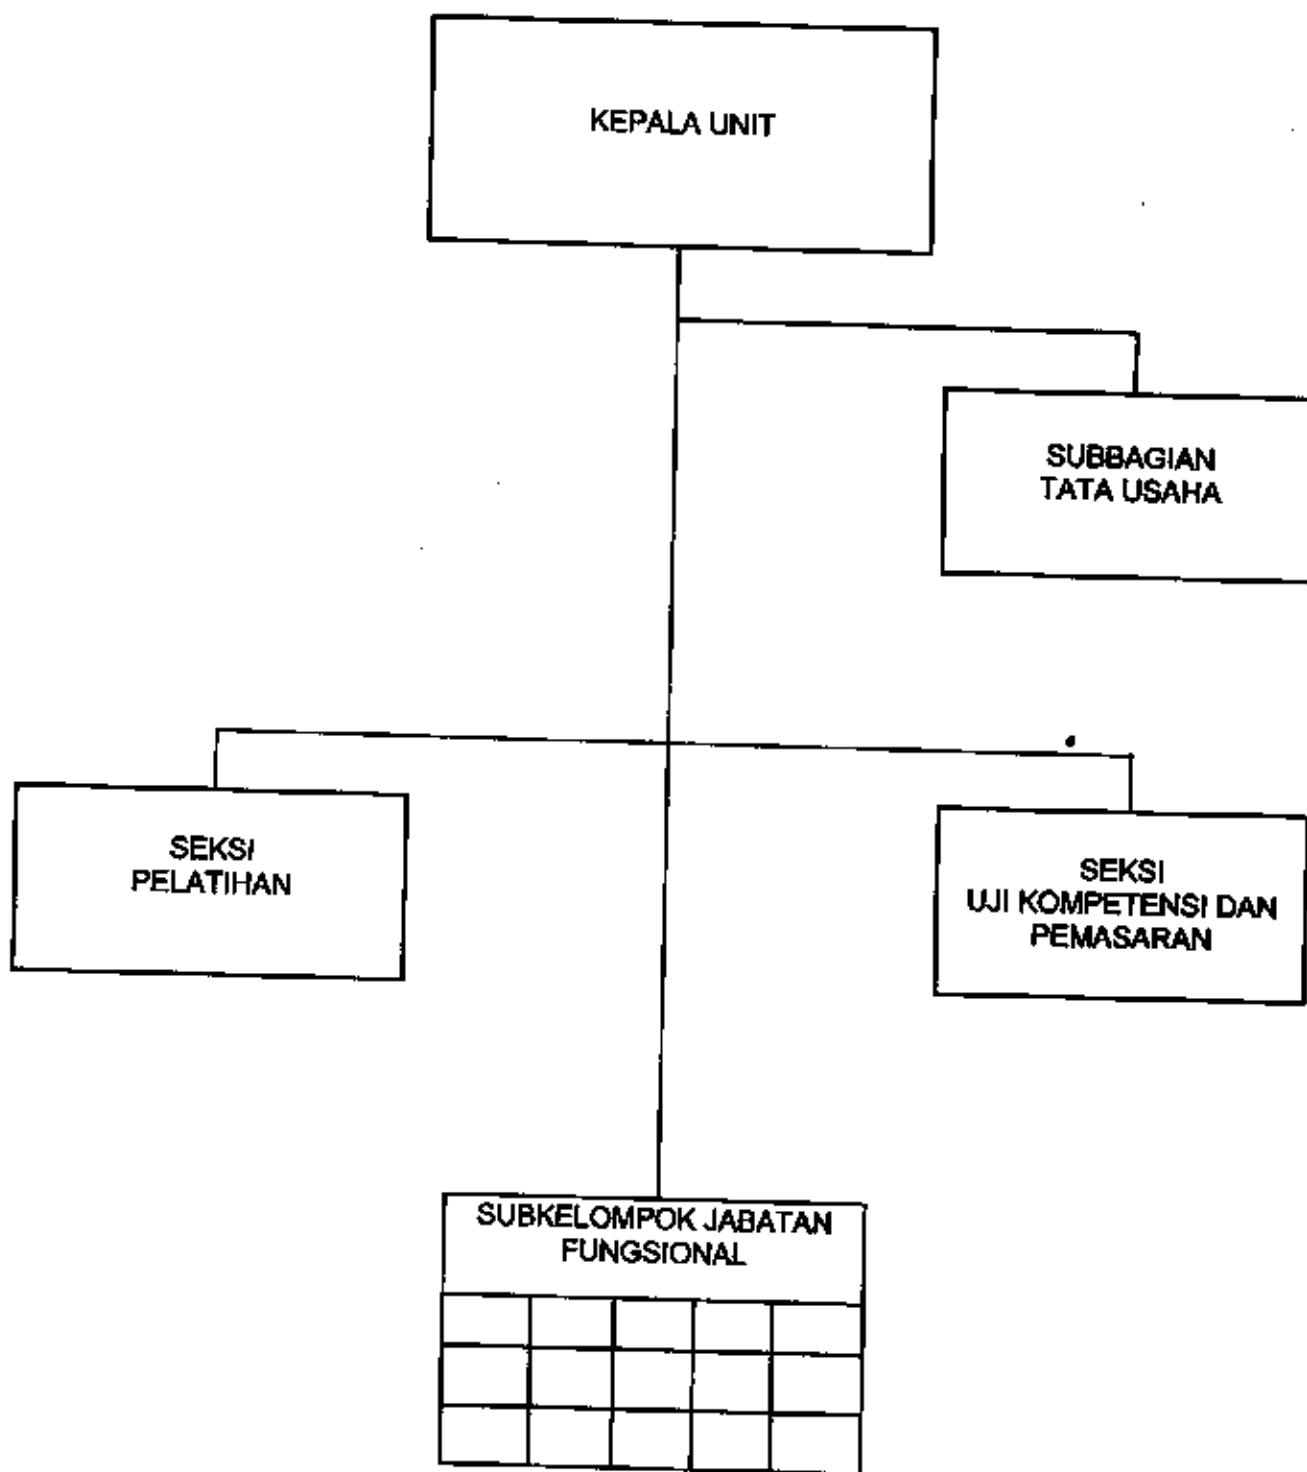 KEPALA UNIT
SUBBAGIAN
TATA USAHA
SEKSI
PELATIHAN
SEKSI
UJI KOMPETENSI DAN
PEMASARAN
SUBKELOMPOK JABATAN
FUNGSIONAL